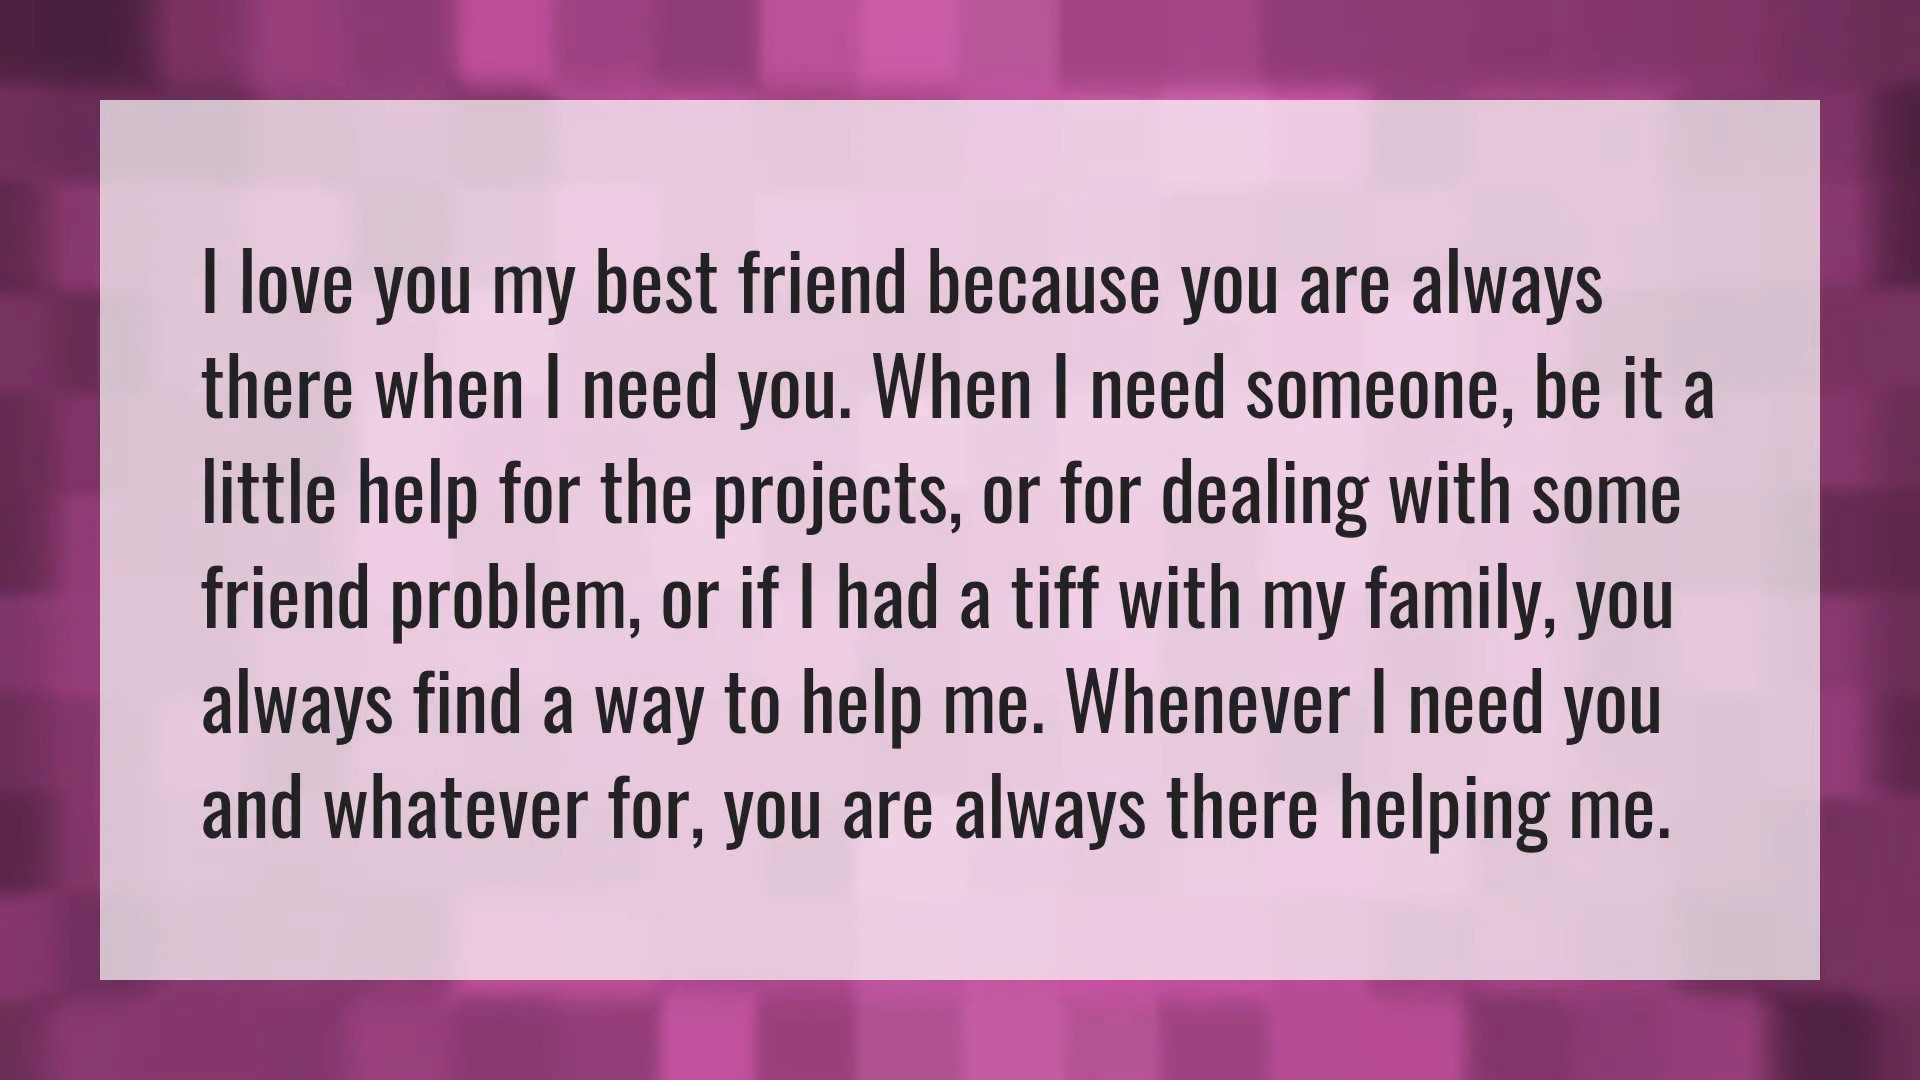 I love you my best friend because you are always
there when I need you. When I need someone, be it a
little help for the projects, or for dealing with some
friend problem, or if I had a tiff with my family, you
always find a way to help me. Whenever I need you
and whatever for, you are always there helping me.